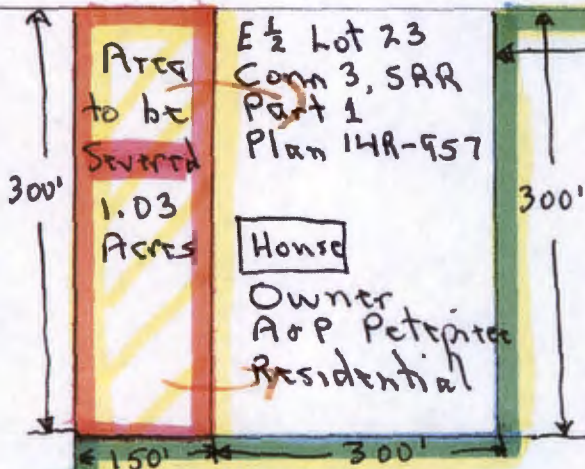 Area
to be
Severed
1.03
Acres
E ½ Lot 23
Conn 3, SRR
Part 1
Plan 14R-957
House
Owner
A & P
Residential
300'
300'
150'
300'